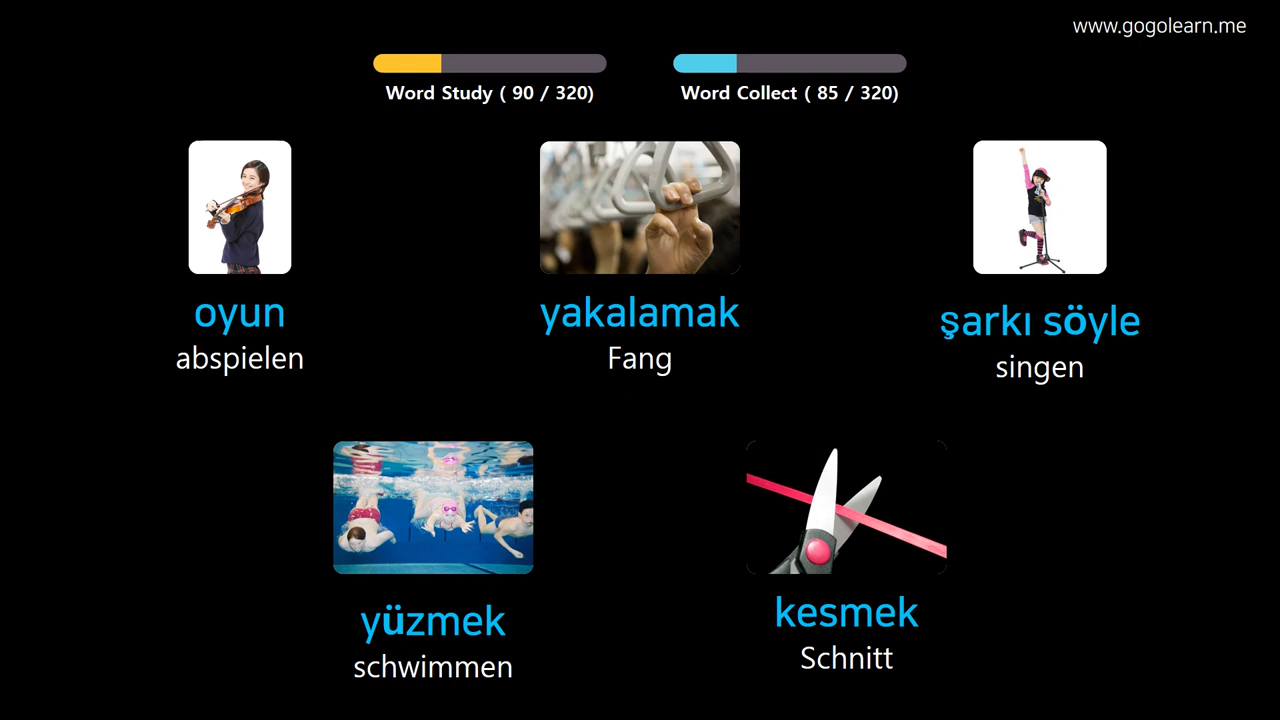 www.gogolearn.me
Word Study ( 90 / 320)
Word Collect ( 85 / 320)
oyun
abspielen
yakalamak
Fang
şarkı söyle
singen
yüzmek
schwimmen
kesmek
Schnitt